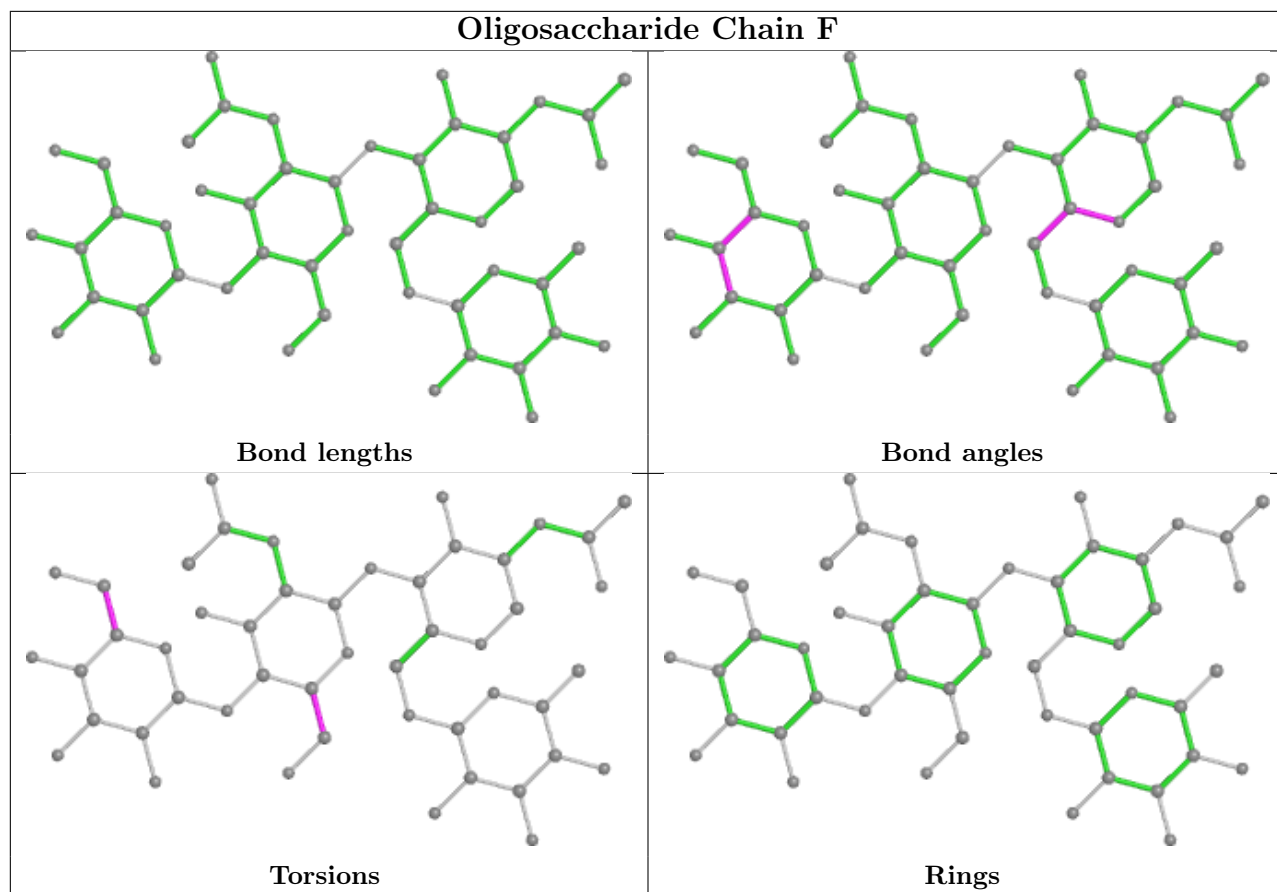 Oligosaccharide Chain F
Bond lengths
Bond angles
Torsions
Rings